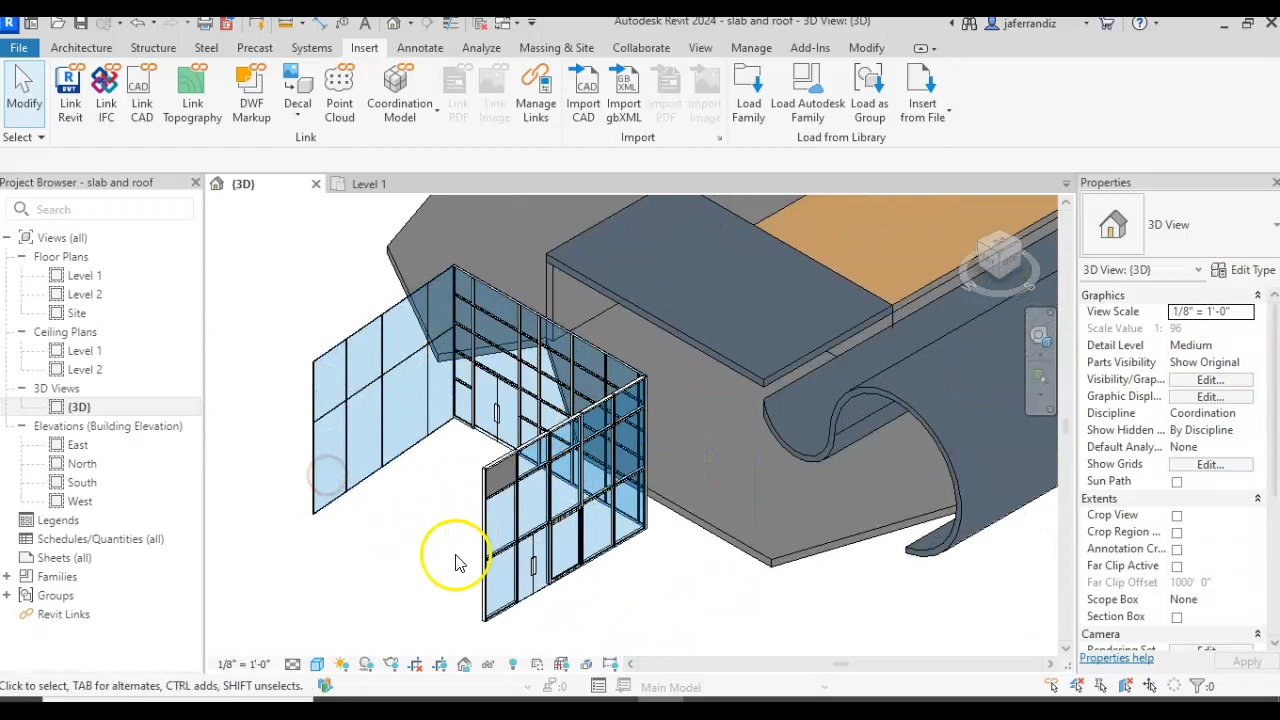 Autodesk Revit 2024 - slab and roof - 3D View: {3D}
jaferrandiz
File Architecture Structure Steel Precast Systems Insert Annotate Analyze Massing & Site Collaborate View Manage Add-Ins Modify
Modify
Link Revit
Link IFC
Link CAD
Link Topography
DWF Markup
Decal
Point Cloud
Coordination Model
Link PDF
Link Image
Manage Links
Import CAD
Import gbXML
Import PDF
Import Image
Load Family
Load Autodesk Family
Load as Group
Insert from File
Select Link Import Load from Library
Project Browser - slab and roof
{3D} Level 1
Properties
Search
Views (all)
Floor Plans
Level 1
Level 2
Site
Ceiling Plans
Level 1
Level 2
3D Views
{3D}
Elevations (Building Elevation)
East
North
South
West
Legends
Schedules/Quantities (all)
Sheets (all)
Families
Groups
Revit Links
3D View
3D View: {3D} Edit Type
Graphics
View Scale 1/8" = 1'-0"
Scale Value 1: 96
Detail Level Medium
Parts Visibility Show Original
Visibility/Grap... Edit...
Graphic Displ... Edit...
Discipline Coordination
Show Hidden ... By Discipline
Default Analy... None
Show Grids Edit...
Sun Path
Extents
Crop View
Crop Region ...
Annotation Cr...
Far Clip Active
Far Clip Offset 1000' 0"
Scope Box None
Section Box
Camera
Rendering Set... Edit...
Properties help Apply
1/8" = 1'-0"
Click to select, TAB for alternates, CTRL adds, SHIFT unselects.
:0
Main Model
:0